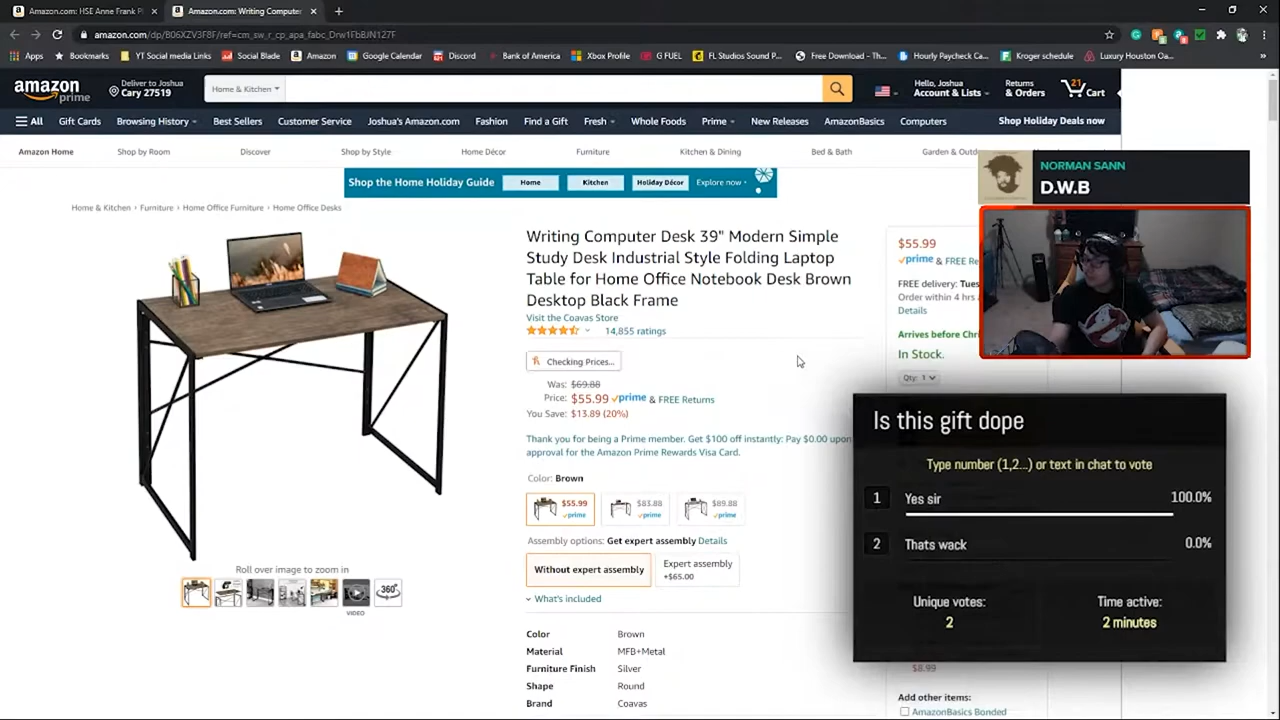 Amazon.com: HSE Anne Frank Pl
Amazon.com: Writing Computer
amazon.com/dp/B06XZV3F8F/ref=cm_sw_r_cp_apa_fabc_Drw1FbBJN127F
Apps
Bookmarks
YT Social media Links
Social Blade
Amazon
Google Calendar
Discord
Bank of America
Xbox Profile
G FUEL
FL Studios Sound P...
Free Download - Th...
Hourly Paycheck Ca...
Kroger schedule
Luxury Houston Oa...
amazon prime
Deliver to Joshua
Cary 27519
Home & Kitchen
Hello, Joshua
Account & Lists
Returns
& Orders
21
Cart
All
Gift Cards
Browsing History
Best Sellers
Customer Service
Joshua's Amazon.com
Fashion
Find a Gift
Fresh
Whole Foods
Prime
New Releases
AmazonBasics
Computers
Shop Holiday Deals now
Amazon Home
Shop by Room
Discover
Shop by Style
Home Décor
Furniture
Kitchen & Dining
Bed & Bath
Garden & Outdo
Shop the Home Holiday Guide
Home
Kitchen
Holiday Décor
Explore now ›
NORMAN SANN
D.W.B
Home & Kitchen › Furniture › Home Office Furniture › Home Office Desks
Writing Computer Desk 39" Modern Simple
Study Desk Industrial Style Folding Laptop
Table for Home Office Notebook Desk Brown
Desktop Black Frame
Visit the Coavas Store
14,855 ratings
Checking Prices...
Was: $69.88
Price: $55.99 prime & FREE Returns
You Save: $13.89 (20%)
Thank you for being a Prime member. Get $100 off instantly: Pay $0.00 upon
approval for the Amazon Prime Rewards Visa Card.
Color: Brown
$55.99
prime
$83.88
prime
$89.88
prime
Assembly options: Get expert assembly Details
Without expert assembly
Expert assembly
+$65.00
What's included
Color Brown
Material MFB+Metal
Furniture Finish Silver
Shape Round
Brand Coavas
Roll over image to zoom in
360°
VIDEO
$55.99
prime & FREE Re
FREE delivery: Tues
Order within 4 hrs
Details
Arrives before Chri
In Stock.
Qty: 1
Is this gift dope
Type number (1,2...) or text in chat to vote
1 Yes sir 100.0%
2 Thats wack 0.0%
Unique votes:
2
Time active:
2 minutes
$8.99
Add other items:
AmazonBasics Bonded